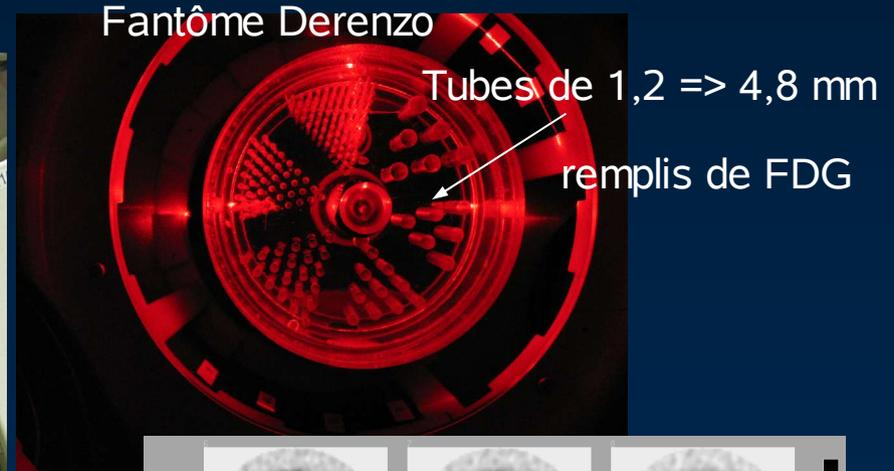 Fantôme Derenzo
Tubes de 1,2 => 4,8 mm
remplis de FDG